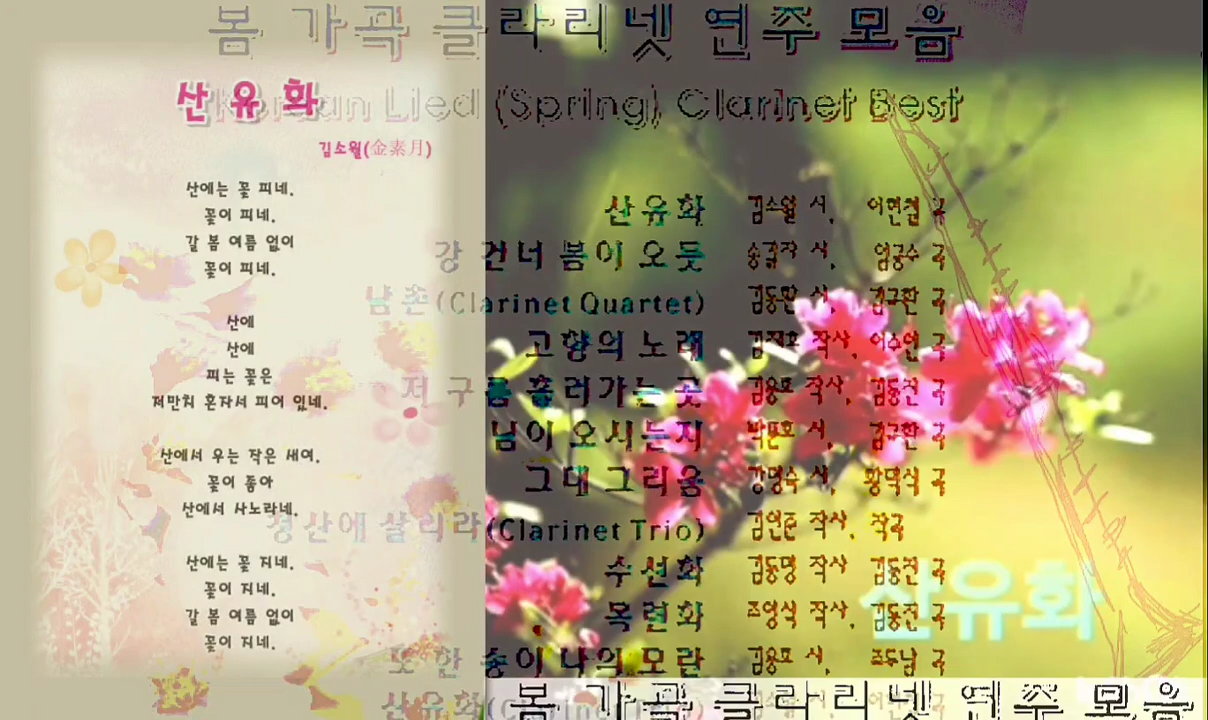 봄 가곡 클라리넷 연주 모음
Korean Lied (Spring) Clarinet Best
산유화
김소월(金素月)
산에는 꽃 피네.
꽃이 피네.
갈 봄 여름 없이
꽃이 피네.
산에
산에
피는 꽃은
저만치 혼자서 피어 있네.
산에서 우는 작은 새여.
꽃이 좋아
산에서 사노라네.
산에는 꽃 지네.
꽃이 지네.
갈 봄 여름 없이
꽃이 지네.
산유화 김소월 시, 이현철 곡
강 건너 봄이 오듯 송길자 시, 임긍수 곡
남촌(Clarinet Quartet) 김동환 시, 김규환 곡
고향의 노래 김재호 작사, 이수인 곡
저 구름 흘러가는 곳 김용호 작사, 김동진 곡
님이 오시는지 박문호 시, 김규환 곡
그대 그리움 강명수 시, 황덕식 곡
청산에 살리라(Clarinet Trio) 김연준 작사, 작곡
수선화 김동명 작사, 김동진 곡
목련화 조영식 작사, 김동진 곡
또 한 송이 나의 모란 김용호 시, 조두남 곡
산유화
산유화(Clarinet
봄 가곡 클라리넷 연주 모음